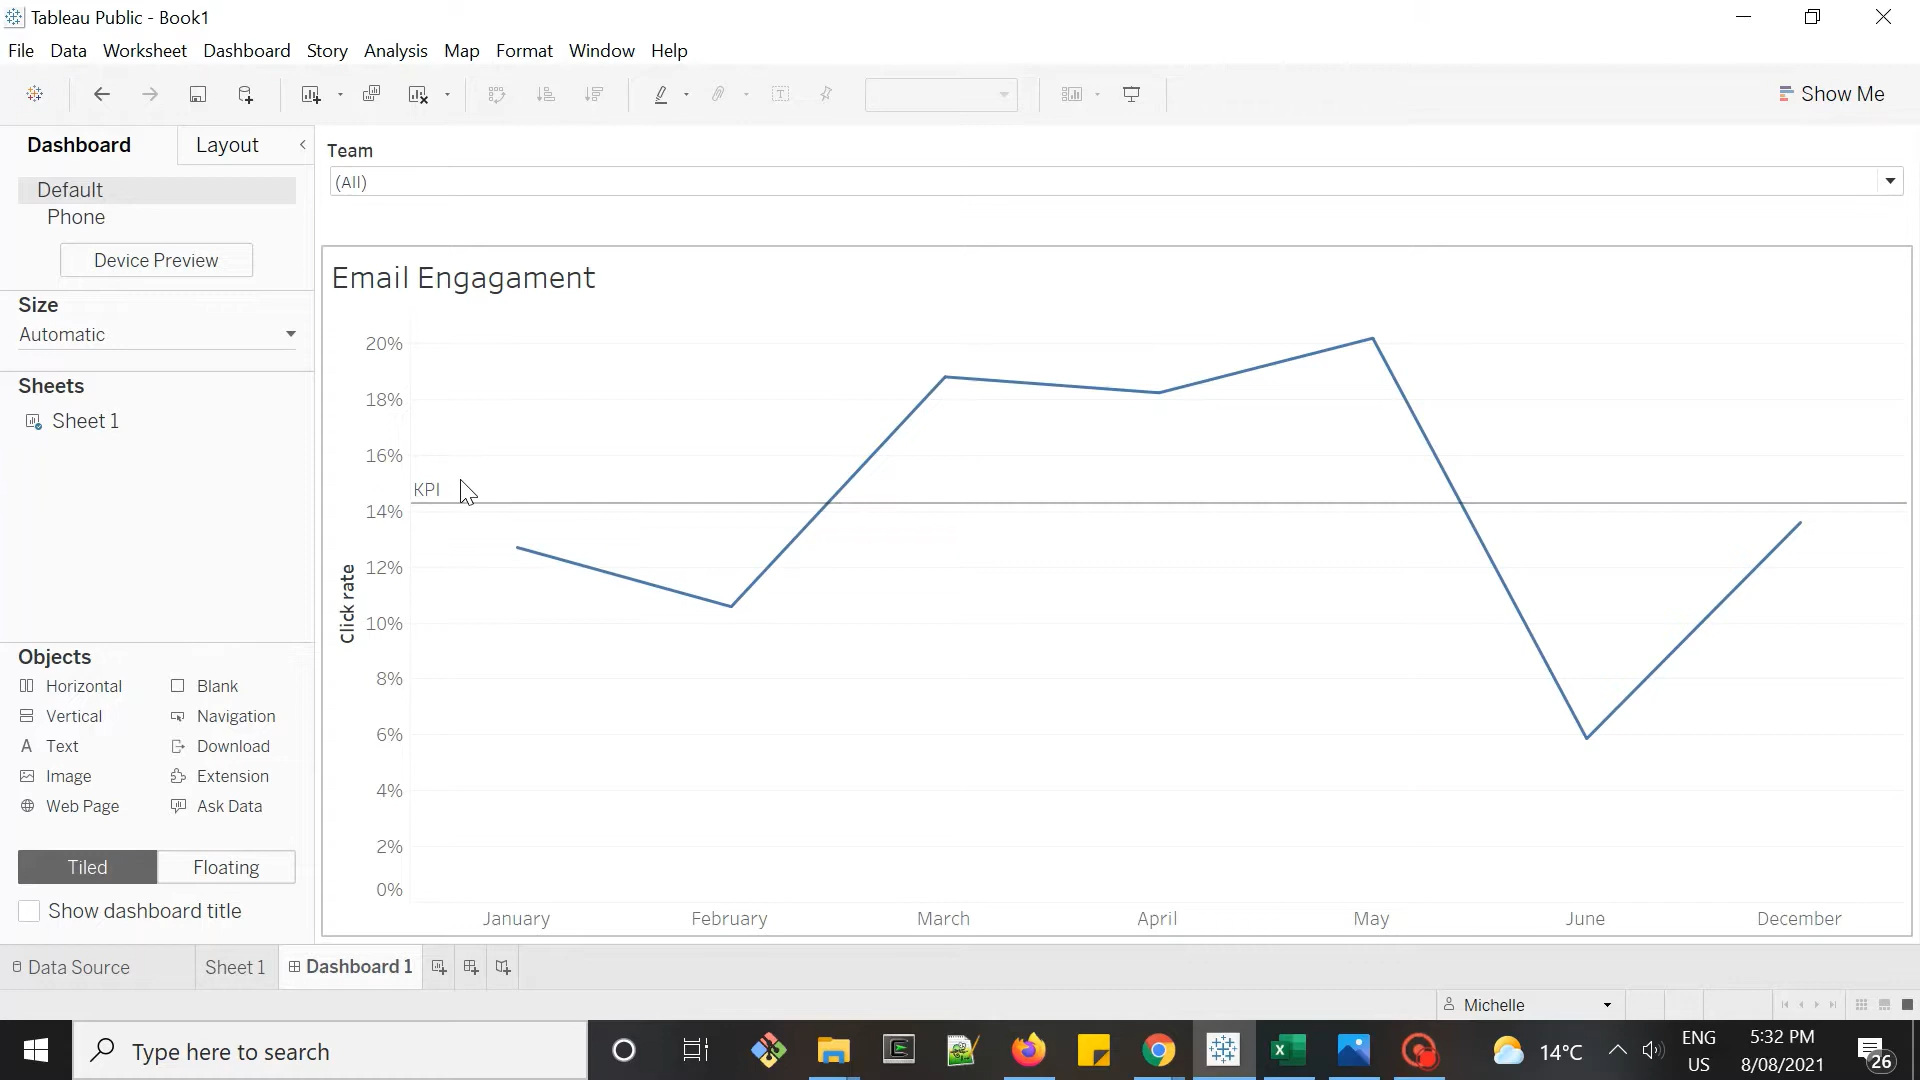 Tableau Public - Book1
File Data Worksheet Dashboard Story Analysis Map Format Window Help
Show Me
Dashboard Layout
Default
Phone
Device Preview
Size
Automatic
Sheets
Sheet 1
Objects
Horizontal Blank
Vertical Navigation
A Text Download
Image Extension
Web Page Ask Data
Tiled Floating
Show dashboard title
Team
(All)
Email Engagament
20%
18%
16%
KPI
14%
12%
Click rate
10%
8%
6%
4%
2%
0%
January February March April May June December
Data Source Sheet 1 Dashboard 1
Michelle
Type here to search
14°C
ENG
US
5:32 PM
8/08/2021
26